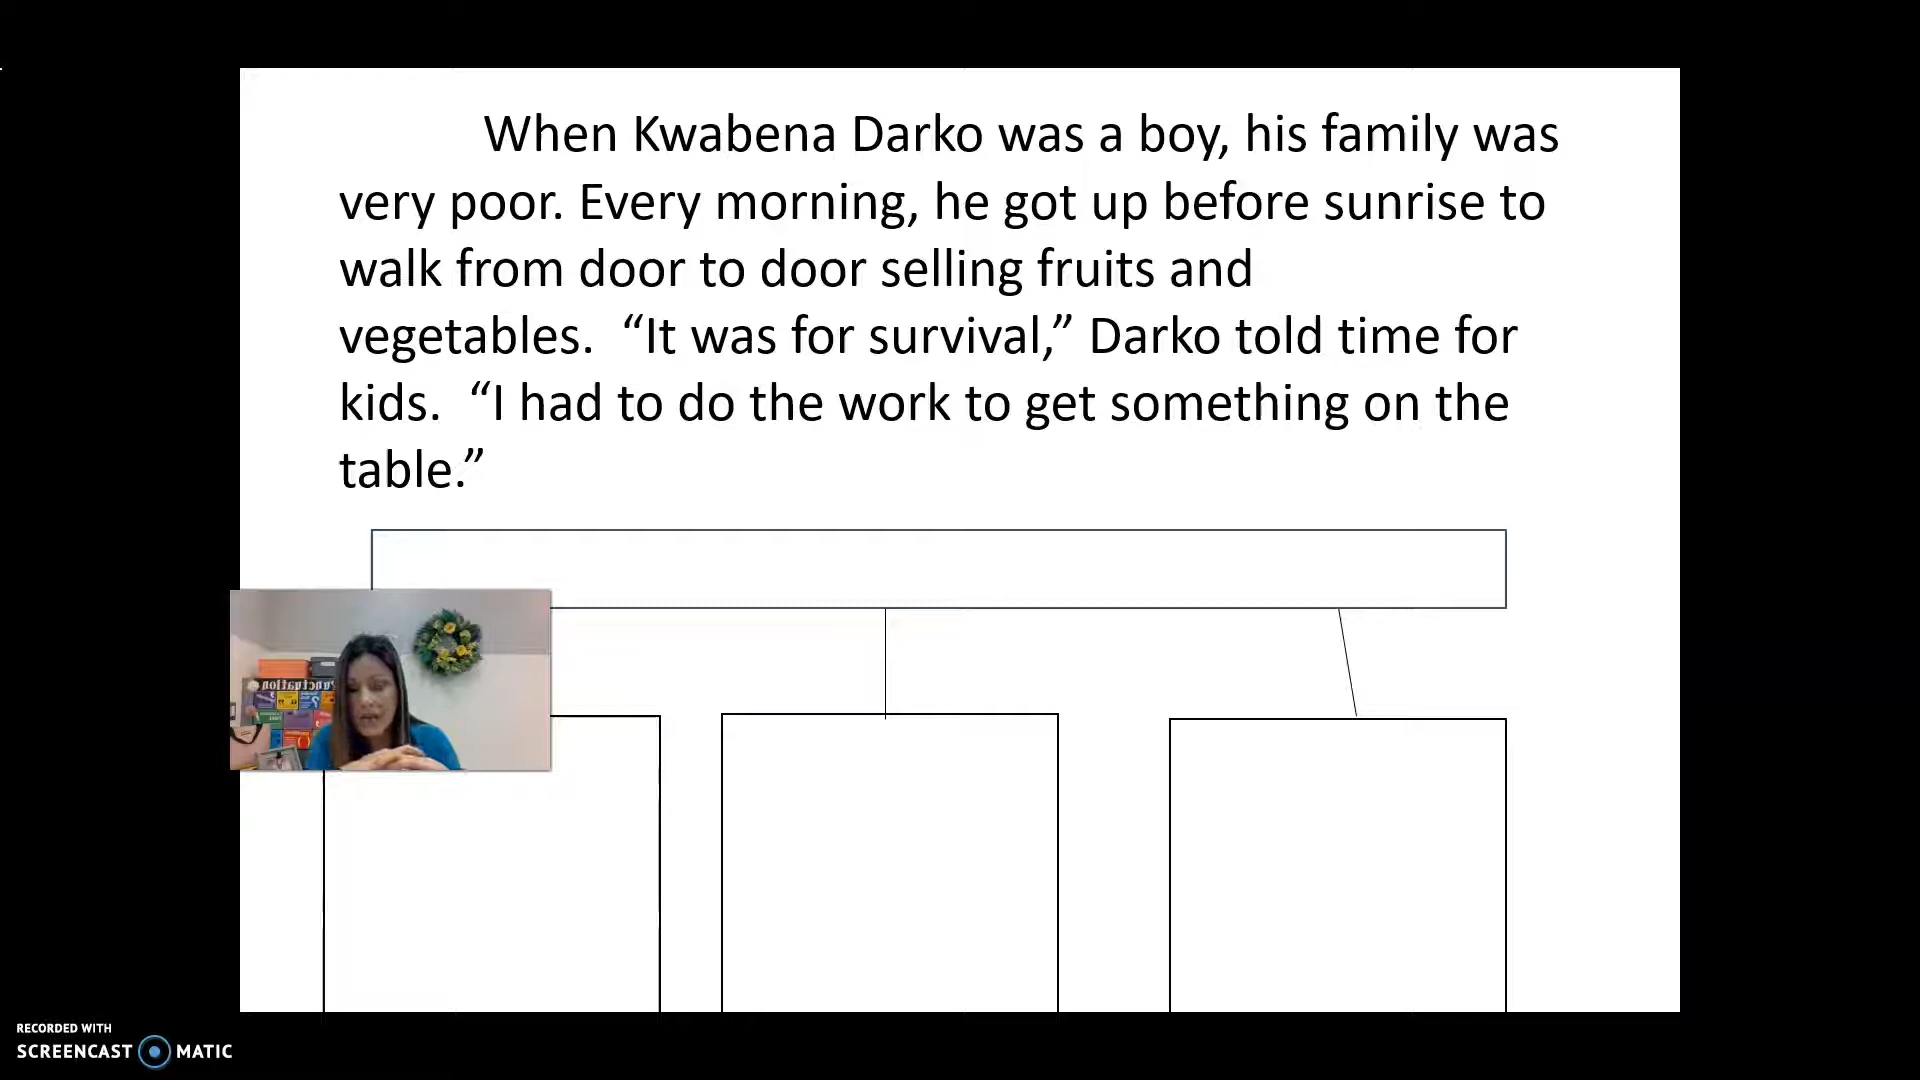 When Kwabena Darko was a boy, his family was
very poor. Every morning, he got up before sunrise to
walk from door to door selling fruits and
vegetables.  “It was for survival,” Darko told time for
kids.  “I had to do the work to get something on the
table.”
RECORDED WITH
SCREENCAST MATIC